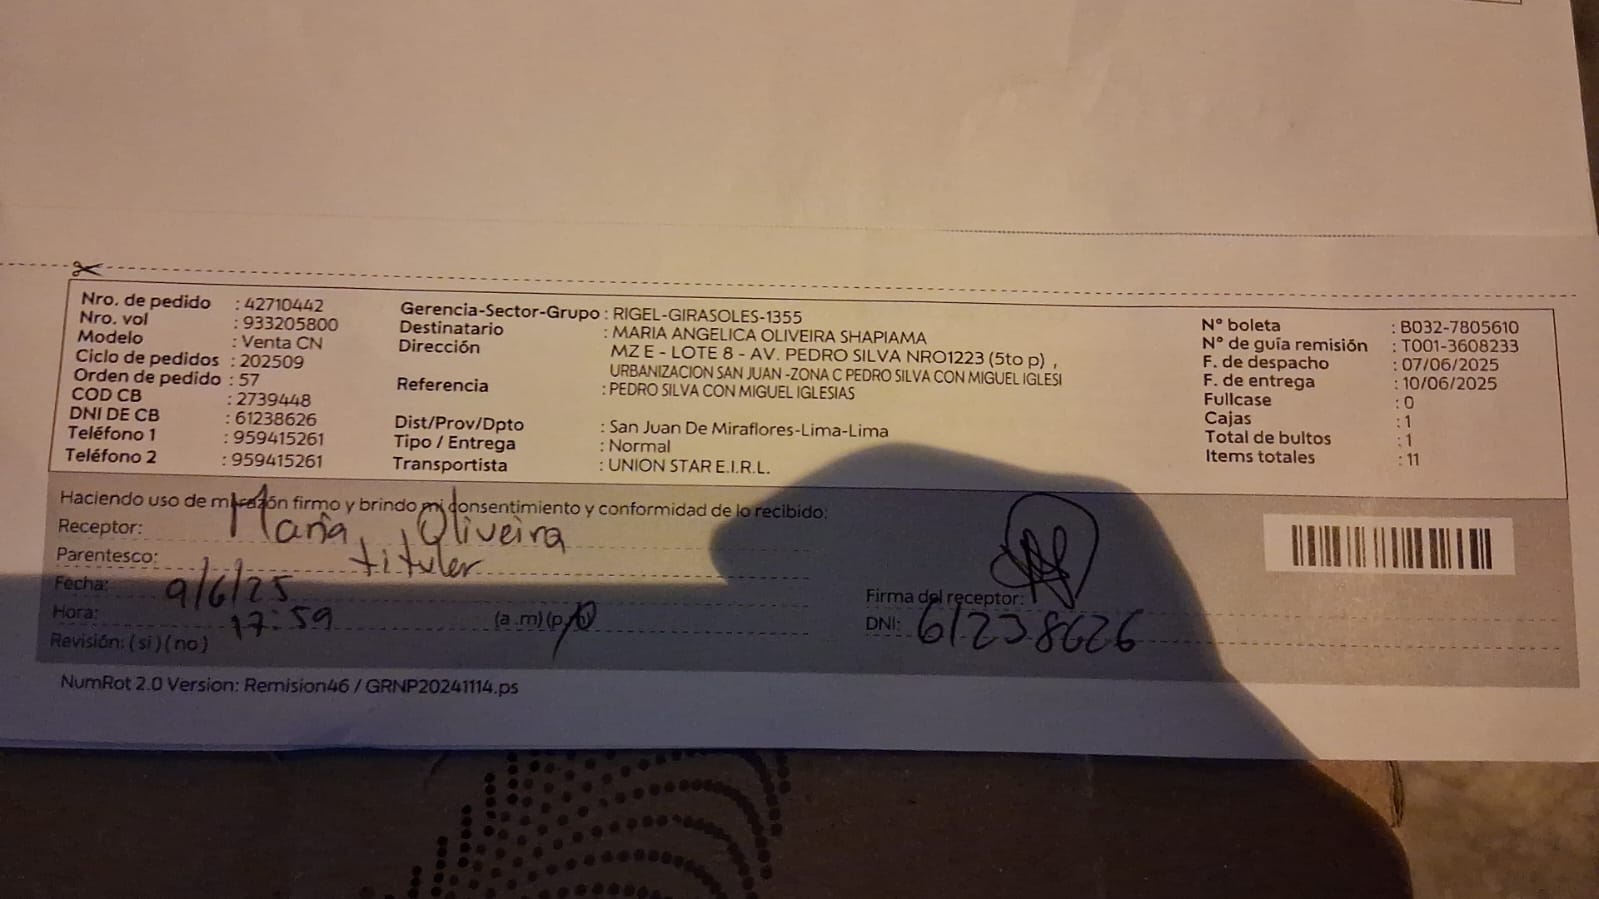 Nro. de pedido : 42710442
Nro. vol : 933205800
Modelo : Venta CN
Ciclo de pedidos : 202509
Orden de pedido : 57
COD CB : 2739448
DNI DE CB : 61238626
Teléfono 1 : 959415261
Teléfono 2 : 959415261
Gerencia-Sector-Grupo : RIGEL-GIRASOLES-1355
Destinatario : MARIA ANGELICA OLIVEIRA SHAPIAMA
Dirección MZ E - LOTE 8 - AV. PEDRO SILVA NRO1223 (5to p) ,
URBANIZACION SAN JUAN -ZONA C PEDRO SILVA CON MIGUEL IGLESI
Referencia : PEDRO SILVA CON MIGUEL IGLESIAS
Dist/Prov/Dpto : San Juan De Miraflores-Lima-Lima
Tipo / Entrega : Normal
Transportista : UNION STAR E.I.R.L.
N° boleta : B032-7805610
N° de guía remisión : T001-3608233
F. de despacho : 07/06/2025
F. de entrega : 10/06/2025
Fullcase : 0
Cajas : 1
Total de bultos : 1
Items totales : 11
Haciendo uso de mi razón firmo y brindo mi consentimiento y conformidad de lo recibido:
Receptor: Maria Oliveira
Parentesco: tituler
Fecha: 9/6/25
Hora: 17:59 (a.m) (p.m)
Revisión: ( si ) ( no )
Firma del receptor:
DNI: 61238626
NumRot 2.0 Version: Remision46 / GRNP20241114.ps